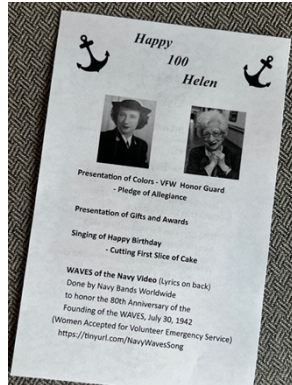 Happy
100
Helen
Presentation of Colors - VFW Honor Guard
- Pledge of Allegiance
Presentation of Gifts and Awards
Singing of Happy Birthday
- Cutting First Slice of Cake
WAVES of the Navy Video (Lyrics on back)
Done by Navy Bands Worldwide
to honor the 80th Anniversary of the
Founding of the WAVES, July 30, 1942
(Women Accepted for Volunteer Emergency Service)
https://tinyurl.com/NavyWavesSong